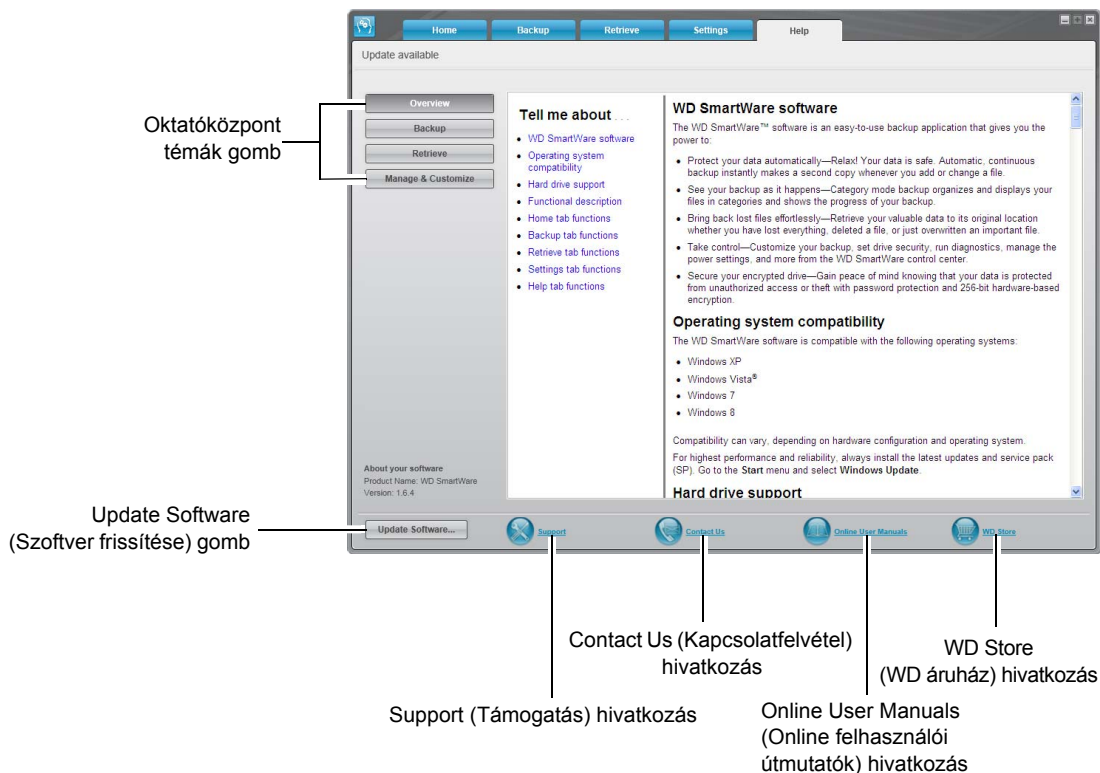 Home
Backup
Retrieve
Settings
Help
Update available
Overview
Backup
Retrieve
Manage & Customize
Oktatóközpont
témák gomb
Tell me about . . .
• WD SmartWare software
• Operating system
compatibility
• Hard drive support
• Functional description
• Home tab functions
• Backup tab functions
• Retrieve tab functions
• Settings tab functions
• Help tab functions
WD SmartWare software
The WD SmartWare™ software is an easy-to-use backup application that gives you the
power to:
• Protect your data automatically—Relax! Your data is safe. Automatic, continuous
backup instantly makes a second copy whenever you add or change a file.
• See your backup as it happens—Category mode backup organizes and displays your
files in categories and shows the progress of your backup.
• Bring back lost files effortlessly—Retrieve your valuable data to its original location
whether you have lost everything, deleted a file, or just overwritten an important file.
• Take control—Customize your backup, set drive security, run diagnostics, manage the
power settings, and more from the WD SmartWare control center.
• Secure your encrypted drive—Gain peace of mind knowing that your data is protected
from unauthorized access or theft with password protection and 256-bit hardware-based
encryption.
Operating system compatibility
The WD SmartWare software is compatible with the following operating systems:
• Windows XP
• Windows Vista®
• Windows 7
• Windows 8
Compatibility can vary, depending on hardware configuration and operating system.
For highest performance and reliability, always install the latest updates and service pack
(SP). Go to the Start menu and select Windows Update.
Hard drive support
About your software
Product Name: WD SmartWare
Version: 1.6.4
Update Software...
Support
Contact Us
Online User Manuals
WD Store
Update Software
(Szoftver frissítése) gomb
Contact Us (Kapcsolatfelvétel)
hivatkozás
WD Store
(WD áruház) hivatkozás
Support (Támogatás) hivatkozás
Online User Manuals
(Online felhasználói
útmutatók) hivatkozás